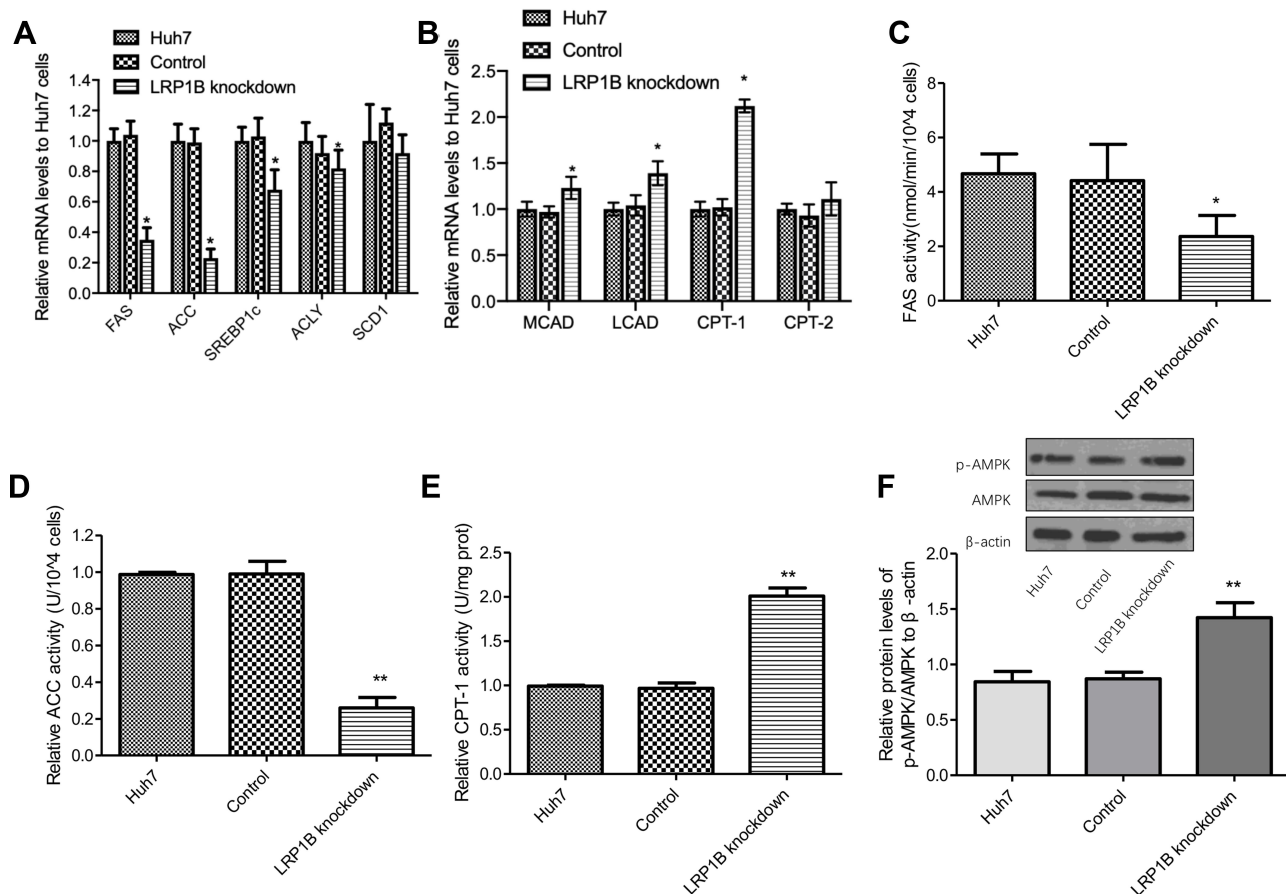 A
Huh7
Control
LRP1B knockdown
Relative mRNA levels to Huh7 cells
1.4
1.2
1.0
0.8
0.6
0.4
0.2
0.0
*
*
*
*
FAS
ACC
SREBP1c
ACLY
SCD1
B
Huh7
Control
LRP1B knockdown
Relative mRNA levels to Huh7 cells
2.5
2.0
1.5
1.0
0.5
0.0
*
*
*
MCAD
LCAD
CPT-1
CPT-2
C
FAS activity(nmol/min/10^4 cells)
8
6
4
2
0
*
Huh7
Control
LRP1B knockdown
D
Relative ACC activity (U/10^4 cells)
1.2
1.0
0.8
0.6
0.4
0.2
0.0
**
Huh7
Control
LRP1B knockdown
E
Relative CPT-1 activity (U/mg prot)
2.5
2.0
1.5
1.0
0.5
0.0
**
Huh7
Control
LRP1B knockdown
F
p-AMPK
AMPK
β-actin
Huh7
Control
LRP1B knockdown
Relative protein levels of
p-AMPK/AMPK to β -actin
2.0
1.5
1.0
0.5
0.0
**
Huh7
Control
LRP1B knockdown